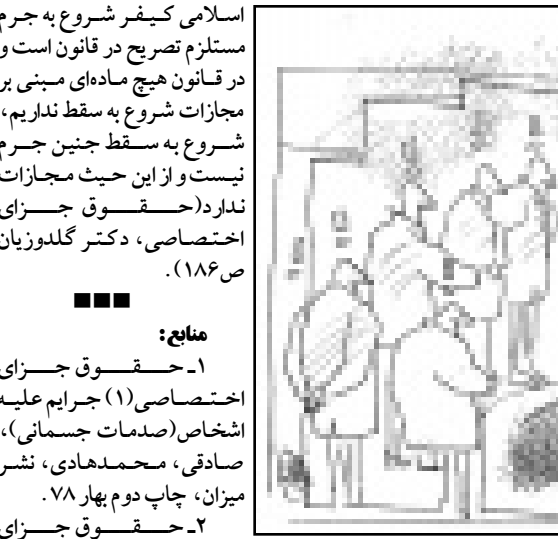 اسلامی کیفر شروع به جرم
مستلزم تصریح در قانون است و
در قانون هیچ ماده‌ای مبنی بر
مجازات شروع به سقط نداریم،
شروع به سقط جنین جرم
نیست و از این حیث مجازات
ندارد(حقوق جزای
اختصاصی، دکتر گلدوزیان
ص۱۸۶).
■■■
منابع:
۱ـ حقوق جزای
اختصاصی(۱) جرایم علیه
اشخاص(صدمات جسمانی)،
صادقی، محمدهادی، نشر
میزان، چاپ دوم بهار ۷۸.
۲ـ حقوق جزای